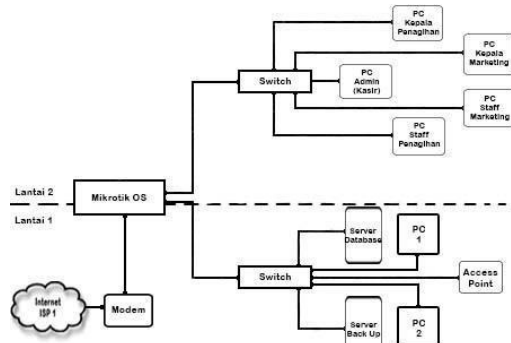 PC
Kepala
Penagihan
PC
Kepala
Marketing
Switch
PC
Admin
(Kasir)
PC
Staff
Marketing
PC
Staff
Penagihan
Lantai 2
Mikrotik OS
Lantai 1
Server
Database
PC
1
Switch
Access
Point
Internet
ISP 1
Modem
Server
Back Up
PC
2